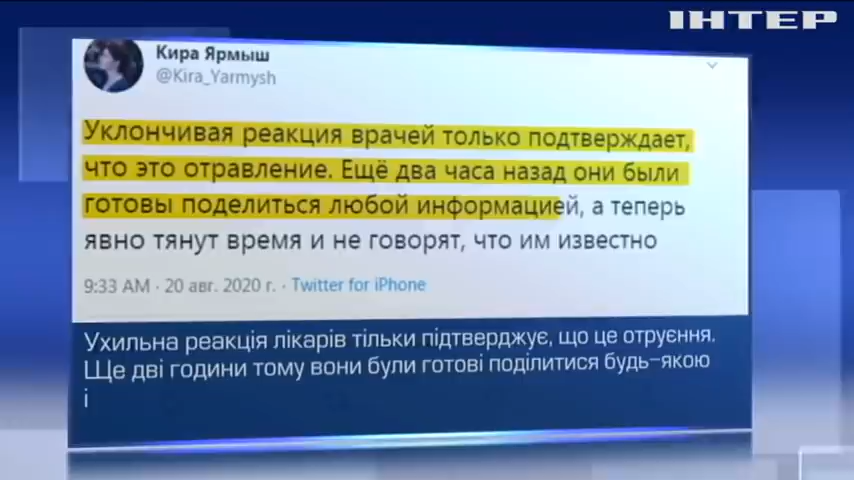 ІНТЕР
Кира Ярмыш
@Kira_Yarmysh
Уклончивая реакция врачей только подтверждает,
что это отравление. Ещё два часа назад они были
готовы поделиться любой информацией, а теперь
явно тянут время и не говорят, что им известно
9:33 AM · 20 авг. 2020 г. · Twitter for iPhone
Ухильна реакція лікарів тільки підтверджує, що це отруєння.
Ще дві години тому вони були готові поділитися будь-якою
і